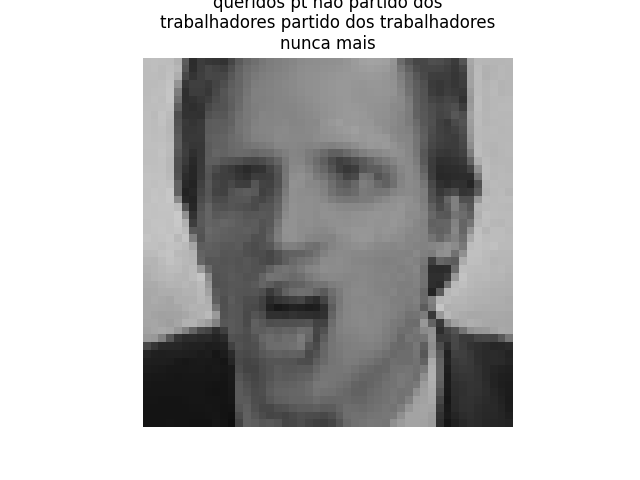 queridos pt não partido dos
trabalhadores partido dos trabalhadores
nunca mais